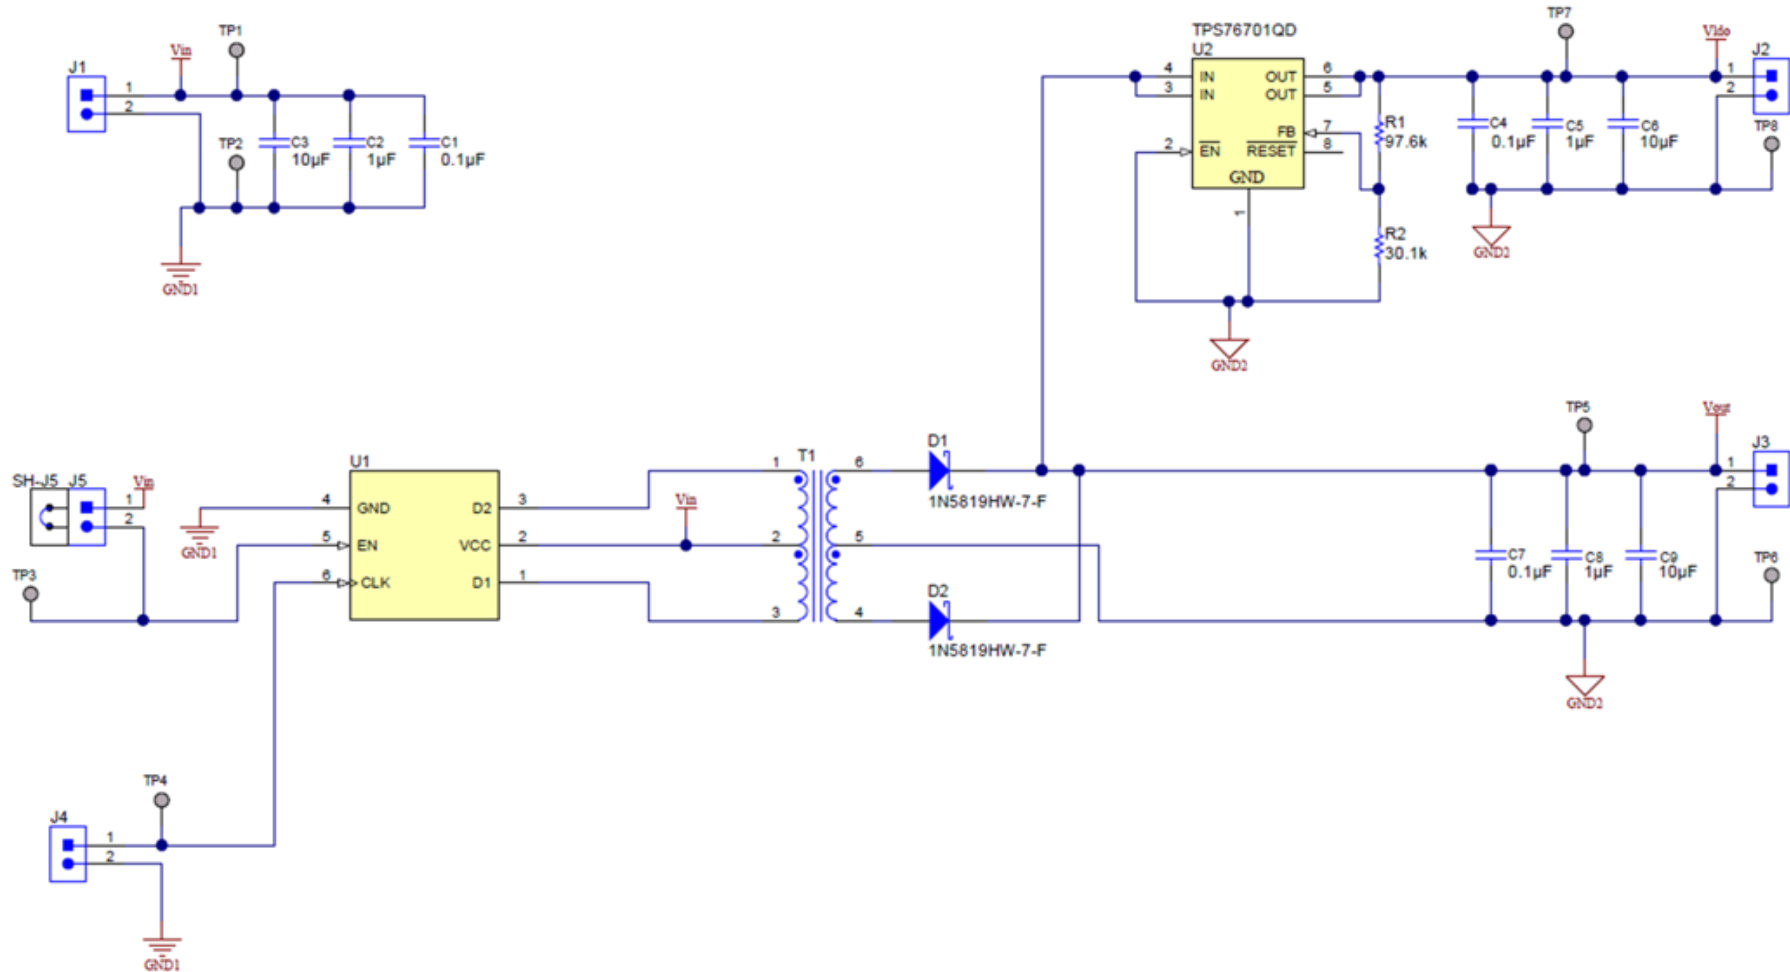 TP1
Vin
J1
1
2
TP2
C3
10µF
C2
1µF
C1
0.1µF
GND1
TPS76701QD
U2
4
IN
OUT
6
3
IN
OUT
5
FB
7
2
EN
RESET
8
GND
1
R1
97.6k
R2
30.1k
GND2
TP7
Vldo
J2
1
2
C4
0.1µF
C5
1µF
C6
10µF
TP8
GND2
SH-J5
J5
Vin
1
2
TP3
GND1
U1
4
GND
D2
3
5
EN
VCC
2
6
CLK
D1
1
Vin
T1
1
6
2
5
3
4
D1
1N5819HW-7-F
D2
1N5819HW-7-F
TP5
Vout
J3
1
2
C7
0.1µF
C8
1µF
C9
10µF
TP6
GND2
TP4
J4
1
2
GND1